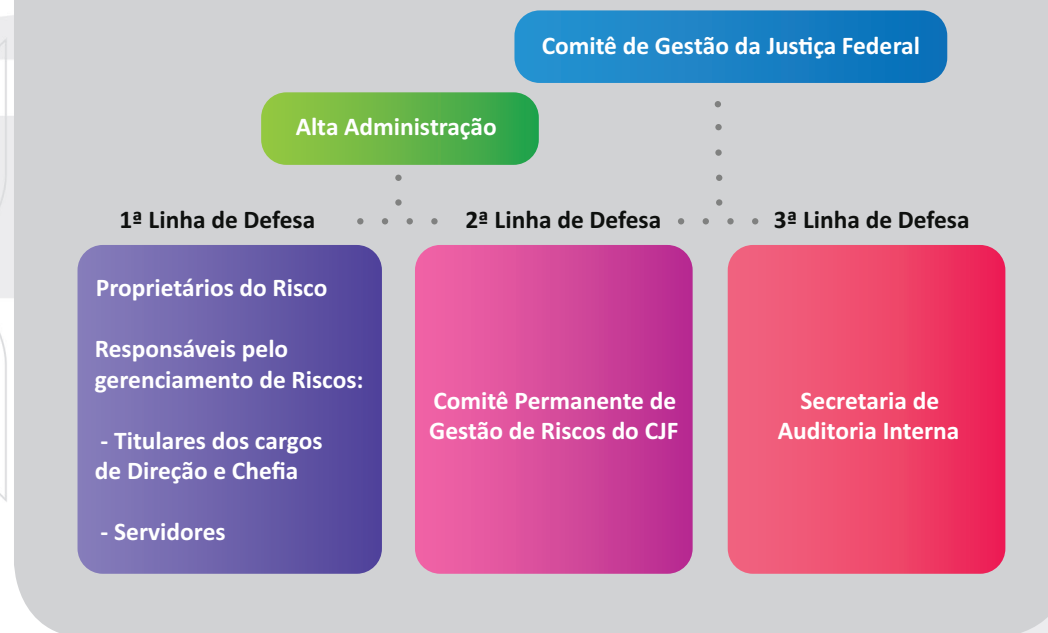 Comitê de Gestão da Justiça Federal
Alta Administração
1ª Linha de Defesa
2ª Linha de Defesa
3ª Linha de Defesa
Proprietários do Risco
Responsáveis pelo
gerenciamento de Riscos:
- Titulares dos cargos
de Direção e Chefia
- Servidores
Comitê Permanente de
Gestão de Riscos do CJF
Secretaria de
Auditoria Interna